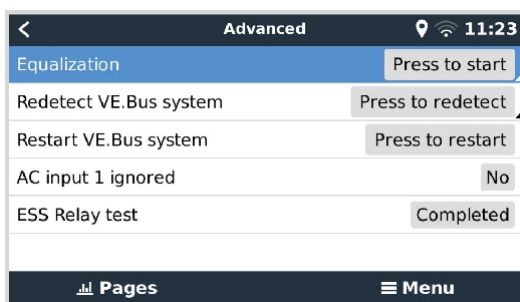 Advanced 11:23
Equalization Press to start
Redetect VE.Bus system Press to redetect
Restart VE.Bus system Press to restart
AC input 1 ignored No
ESS Relay test Completed
Pages Menu